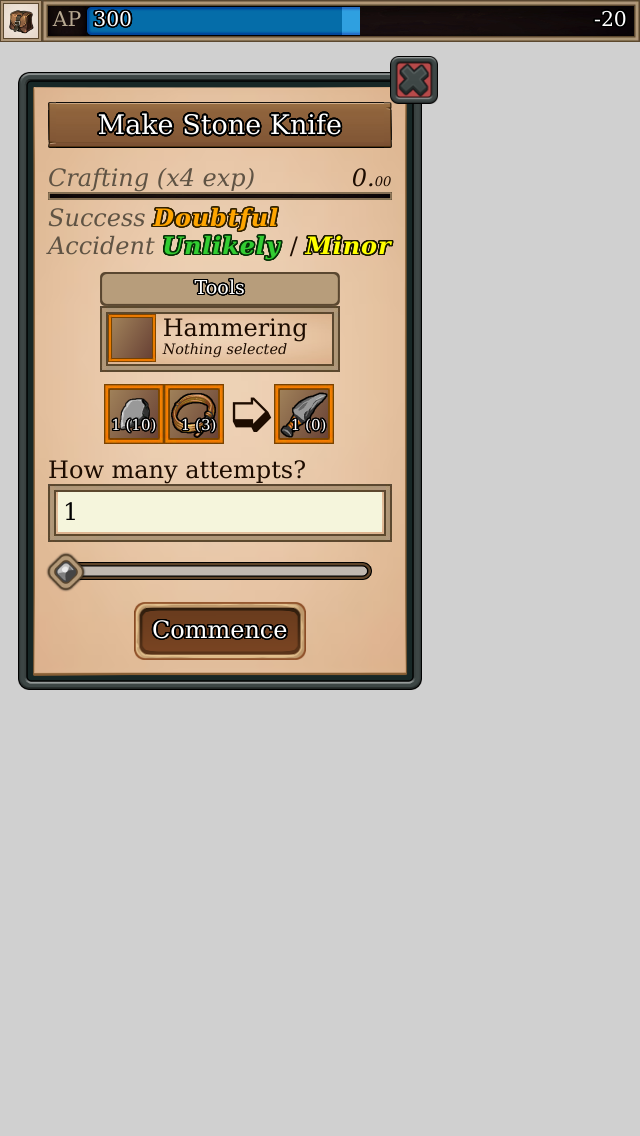 AP 300 -20
Make Stone Knife
Crafting (x4 exp) 0.00
Success Doubtful
Accident Unlikely / Minor
Tools
Hammering
Nothing selected
1 (10) 1 (3) 1 (0)
How many attempts?
1
Commence